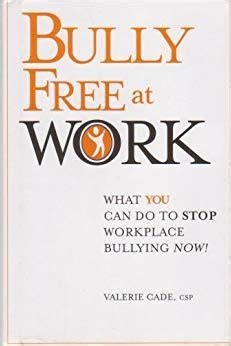 BULLY
FREE at
WORK
WHAT YOU
CAN DO TO STOP
WORKPLACE
BULLYING NOW!
VALERIE CADE, CSP